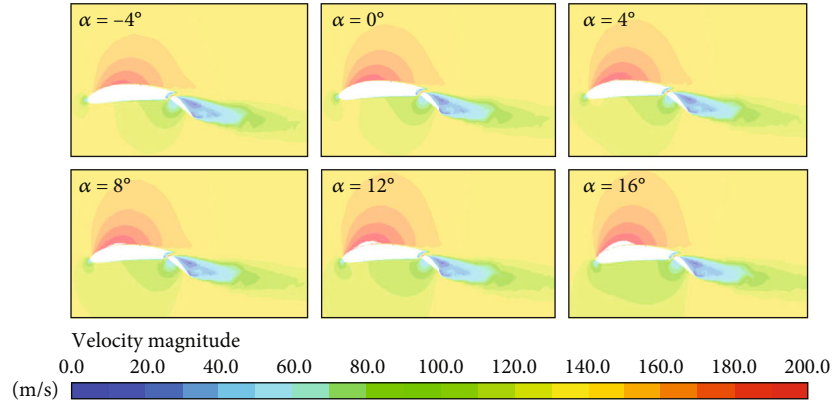 α = –4°
α = 0°
α = 4°
α = 8°
α = 12°
α = 16°
Velocity magnitude
0.0 20.0 40.0 60.0 80.0 100.0 120.0 140.0 160.0 180.0 200.0
(m/s)